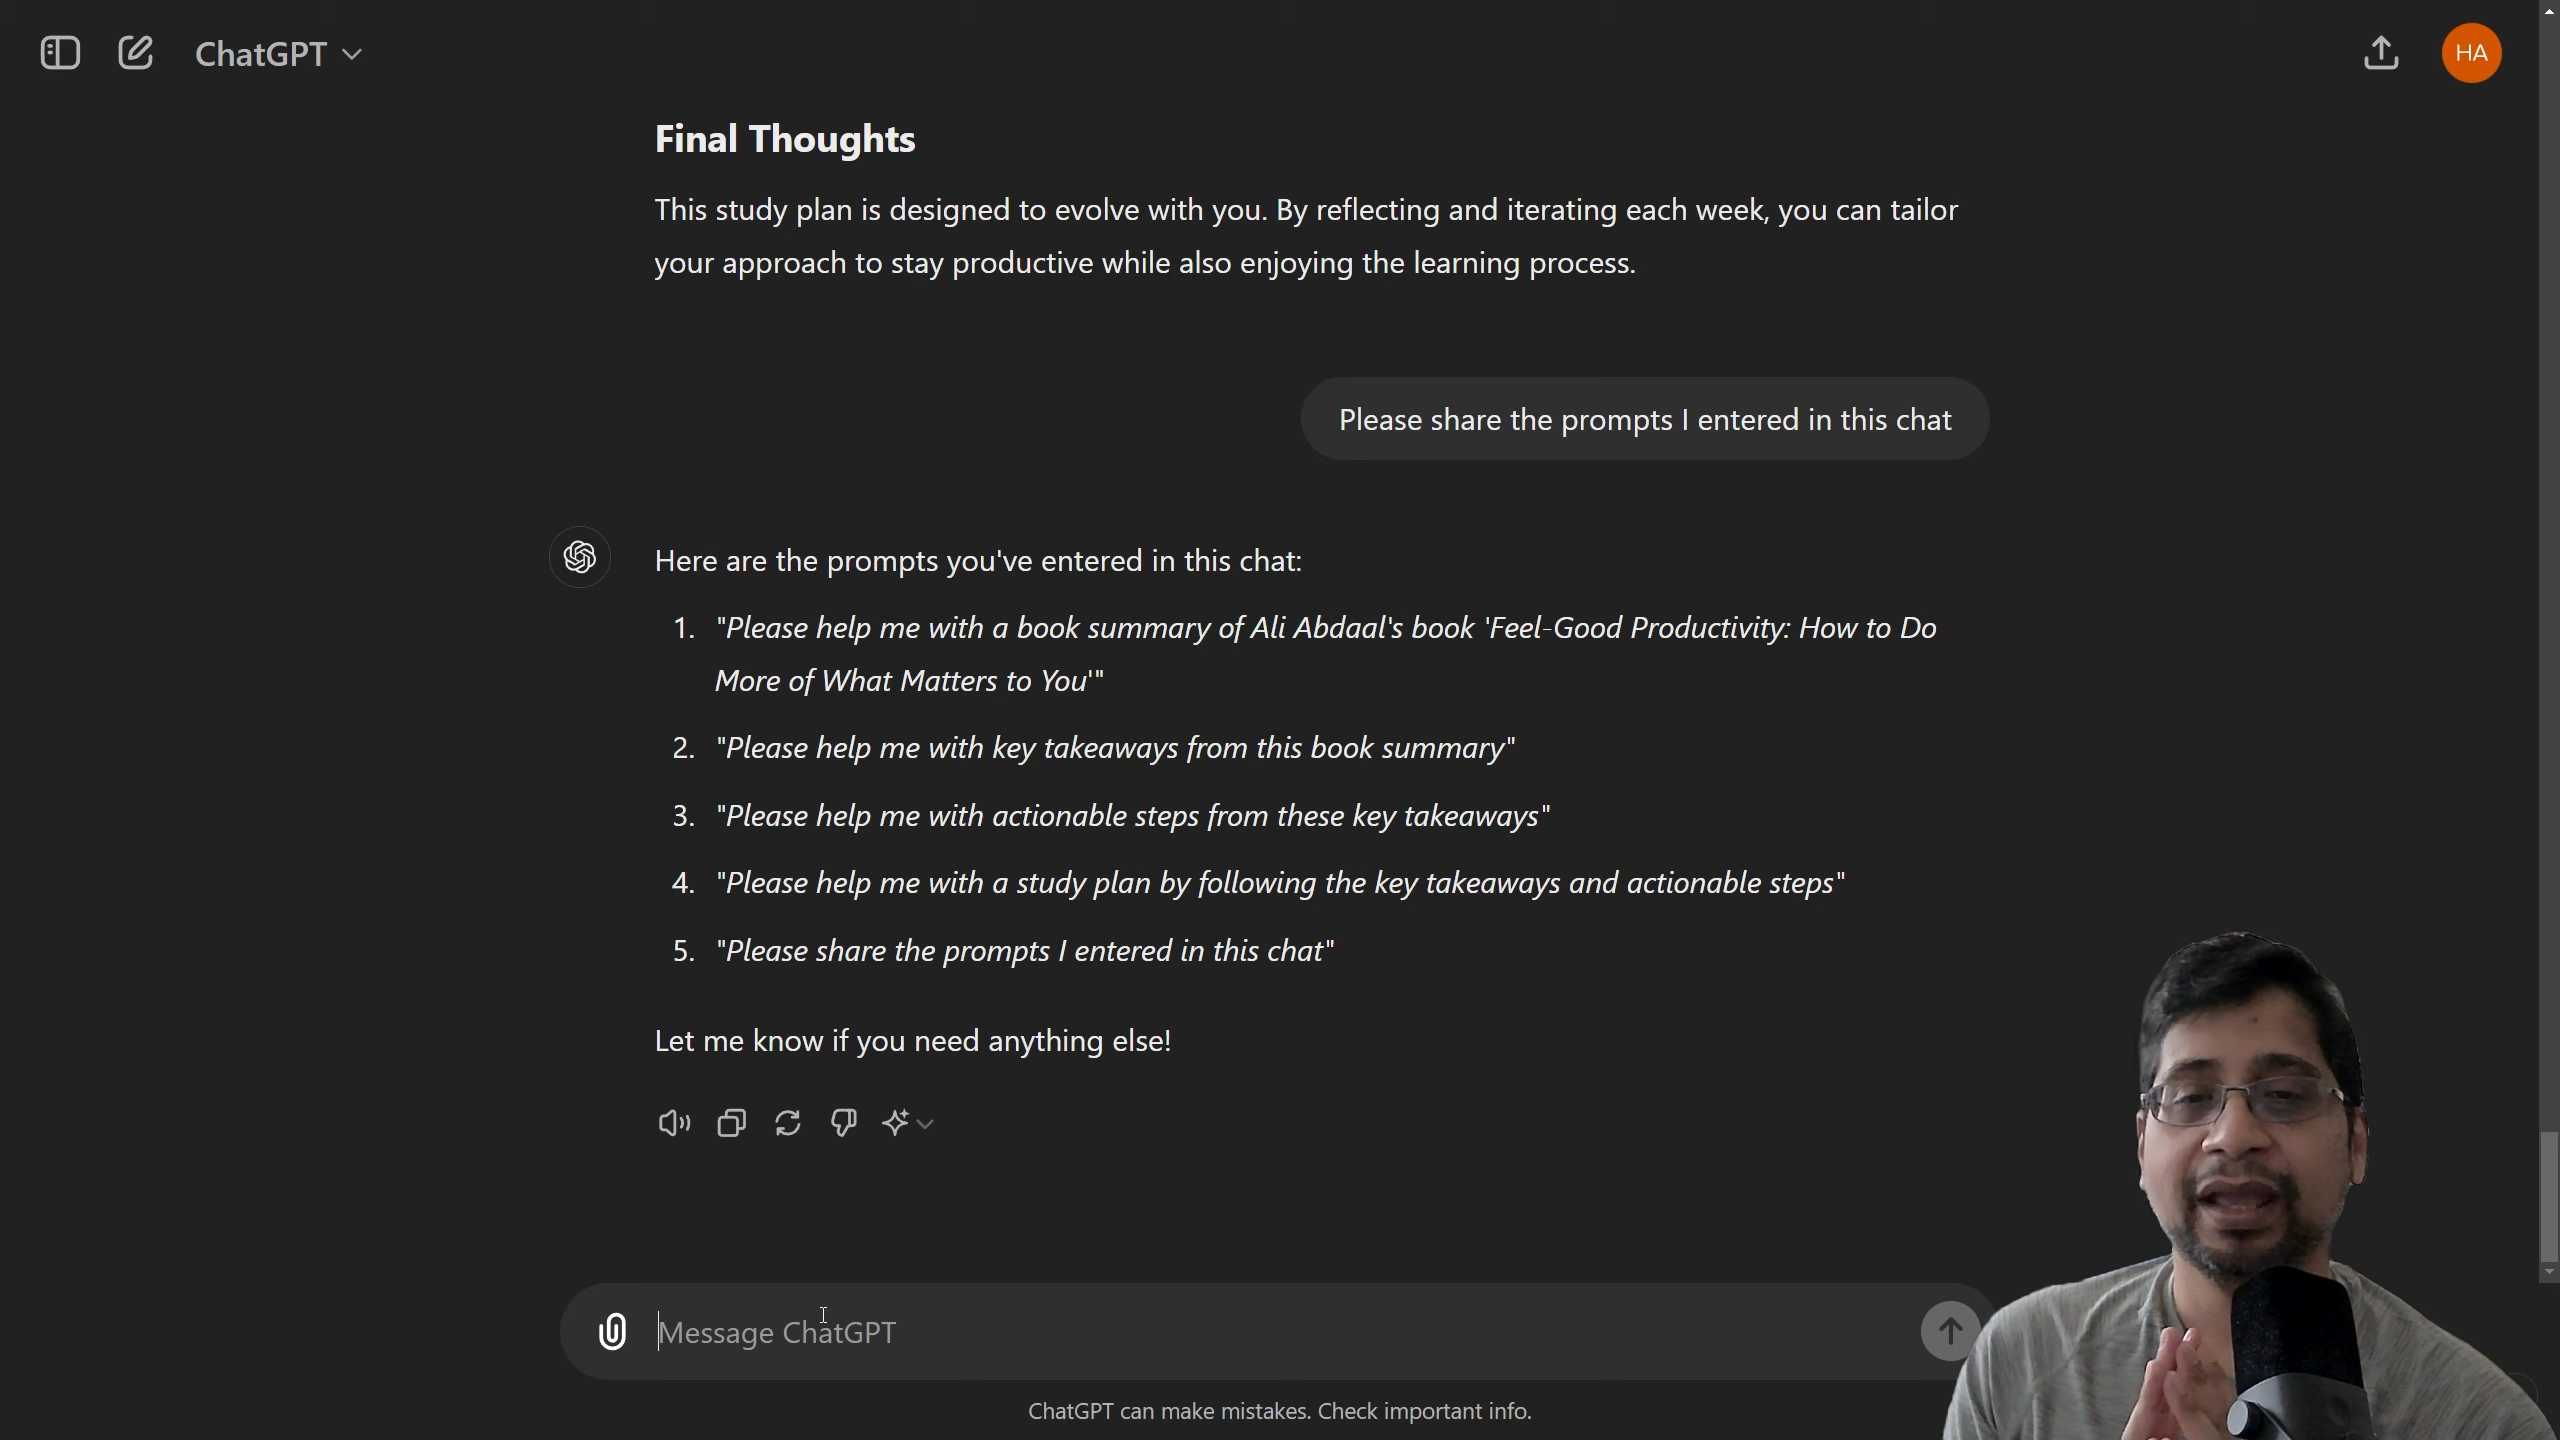 ChatGPT
HA
Final Thoughts
This study plan is designed to evolve with you. By reflecting and iterating each week, you can tailor
your approach to stay productive while also enjoying the learning process.
Please share the prompts I entered in this chat
Here are the prompts you've entered in this chat:
1. "Please help me with a book summary of Ali Abdaal's book 'Feel-Good Productivity: How to Do
More of What Matters to You'"
2. "Please help me with key takeaways from this book summary"
3. "Please help me with actionable steps from these key takeaways"
4. "Please help me with a study plan by following the key takeaways and actionable steps"
5. "Please share the prompts I entered in this chat"
Let me know if you need anything else!
Message ChatGPT
ChatGPT can make mistakes. Check important info.